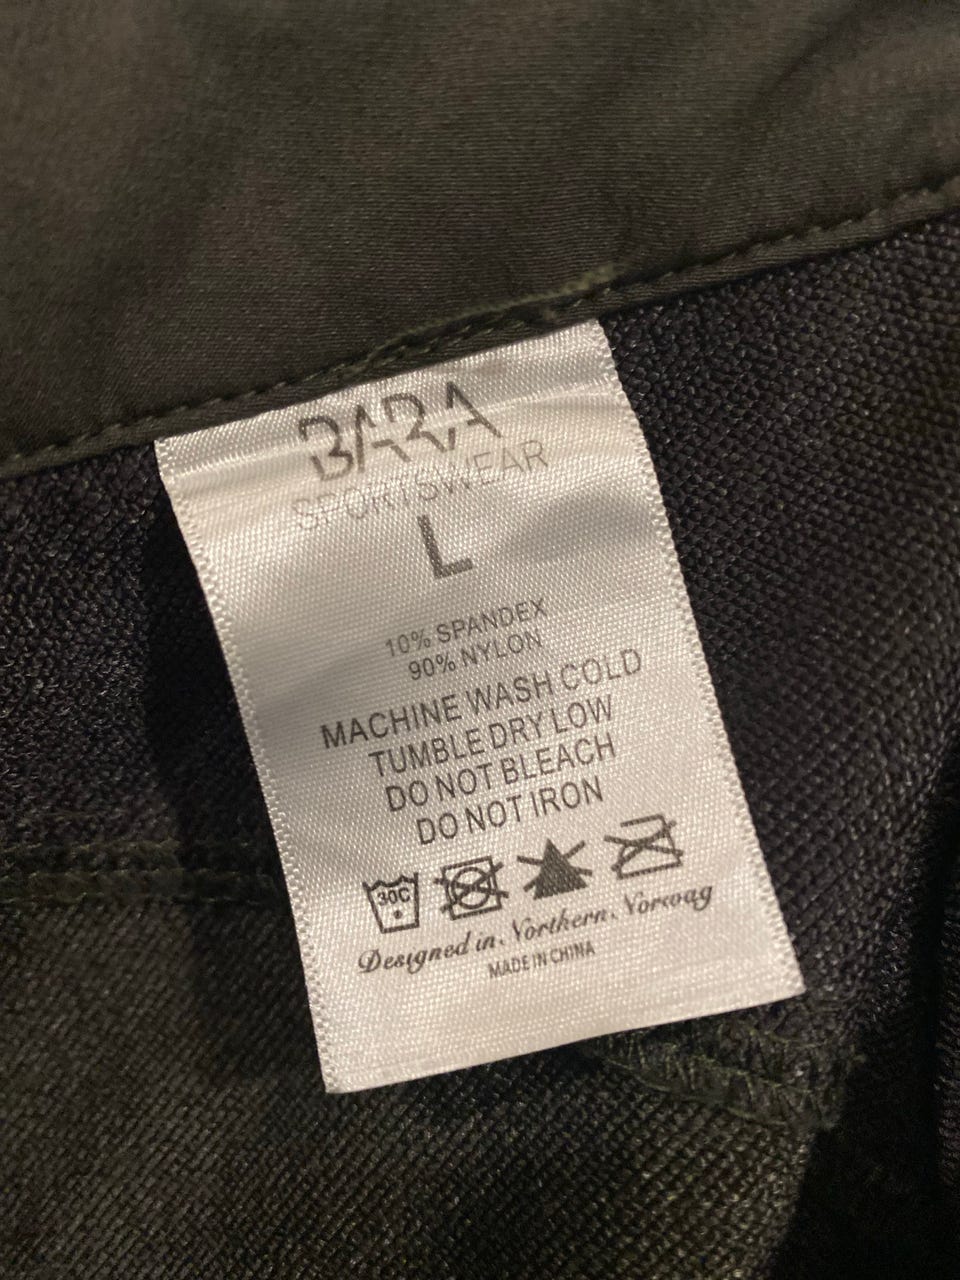 BARA
SPORTSWEAR
L
10% SPANDEX
90% NYLON
MACHINE WASH COLD
TUMBLE DRY LOW
DO NOT BLEACH
DO NOT IRON
30C
Designed in Northern Norway
MADE IN CHINA